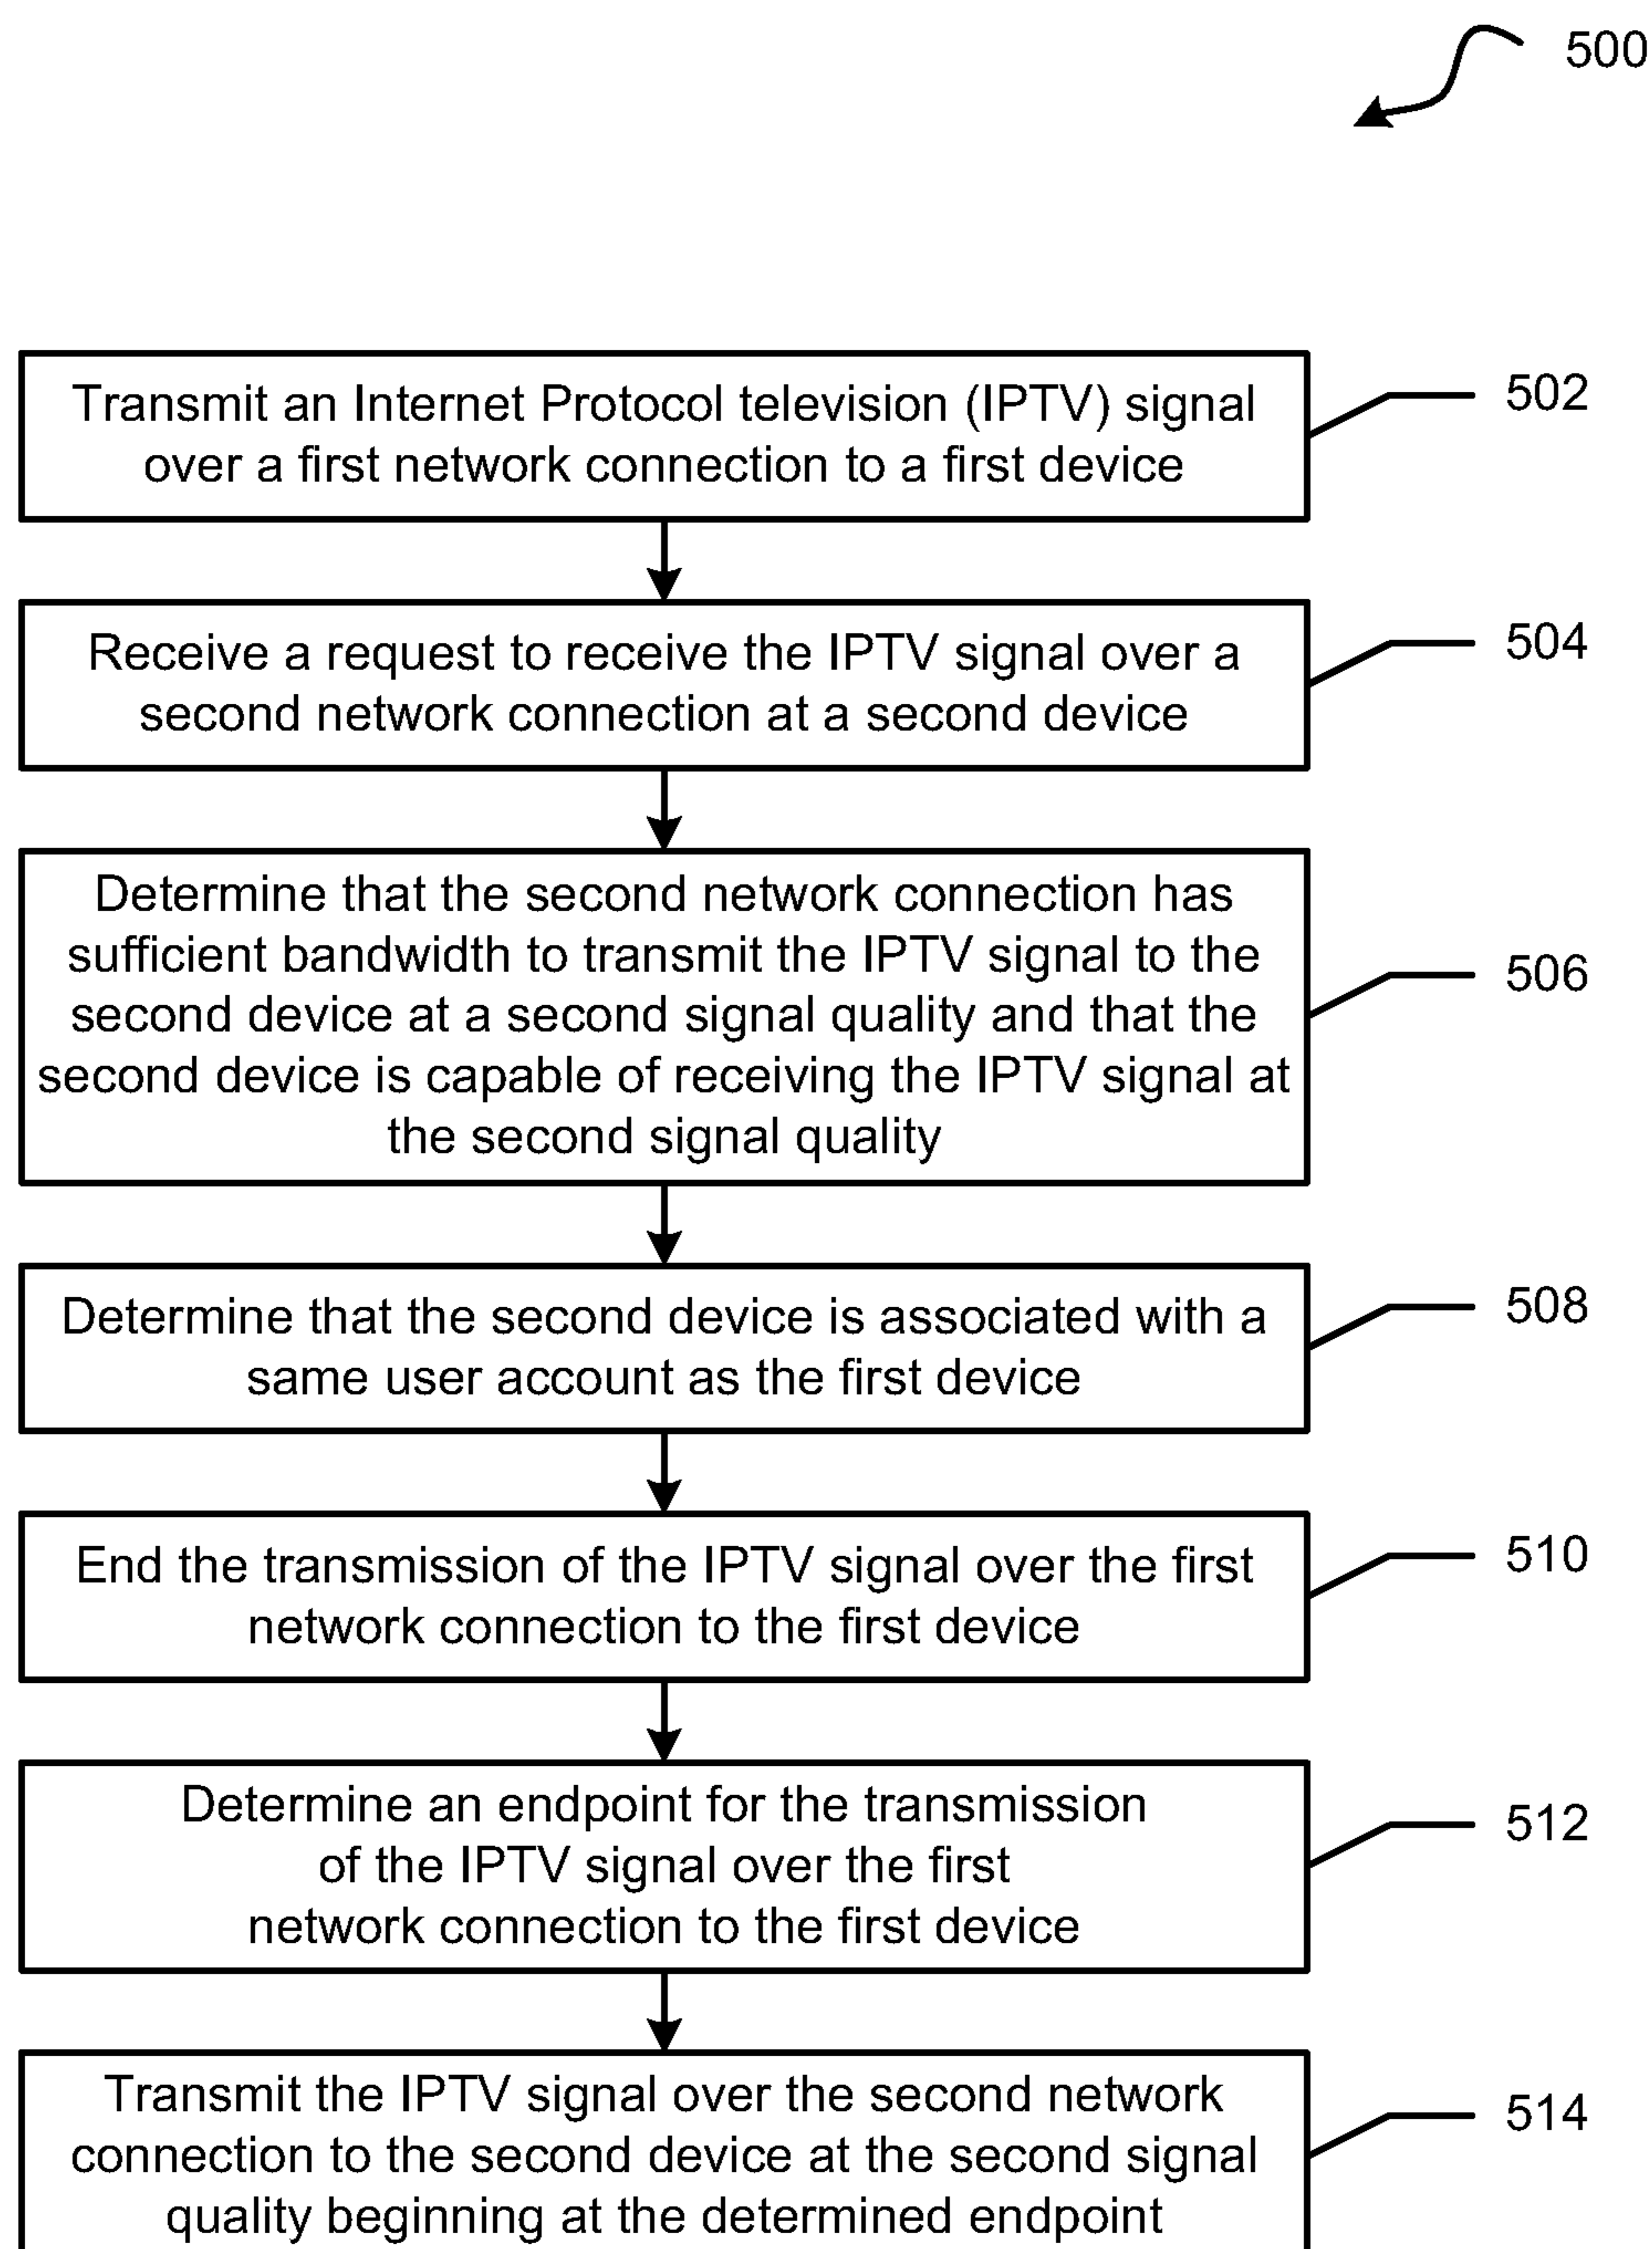 500
Transmit an Internet Protocol television (IPTV) signal
over a first network connection to a first device
502
Receive a request to receive the IPTV signal over a
second network connection at a second device
504
Determine that the second network connection has
sufficient bandwidth to transmit the IPTV signal to the
second device at a second signal quality and that the
second device is capable of receiving the IPTV signal at
the second signal quality
506
Determine that the second device is associated with a
same user account as the first device
508
End the transmission of the IPTV signal over the first
network connection to the first device
510
Determine an endpoint for the transmission
of the IPTV signal over the first
network connection to the first device
512
Transmit the IPTV signal over the second network
connection to the second device at the second signal
quality beginning at the determined endpoint
514